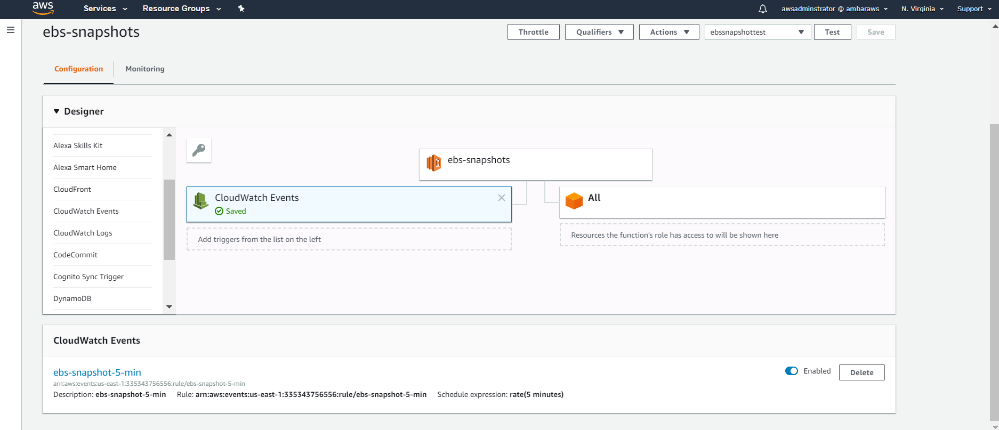 aws Services Resource Groups awsadminstrator @ ambaraws N. Virginia Support
ebs-snapshots Throttle Qualifiers Actions ebssnapshottest Test Save
Configuration Monitoring
Designer
Alexa Skills Kit
Alexa Smart Home
CloudFront
CloudWatch Events
CloudWatch Logs
CodeCommit
Cognito Sync Trigger
DynamoDB
ebs-snapshots
CloudWatch Events
Saved
Add triggers from the list on the left
All
Resources the function's role has access to will be shown here
CloudWatch Events
ebs-snapshot-5-min Enabled Delete
arn:aws:events:us-east-1:335343756556:rule/ebs-snapshot-5-min
Description: ebs-snapshot-5-min Rule: arn:aws:events:us-east-1:335343756556:rule/ebs-snapshot-5-min Schedule expression: rate(5 minutes)